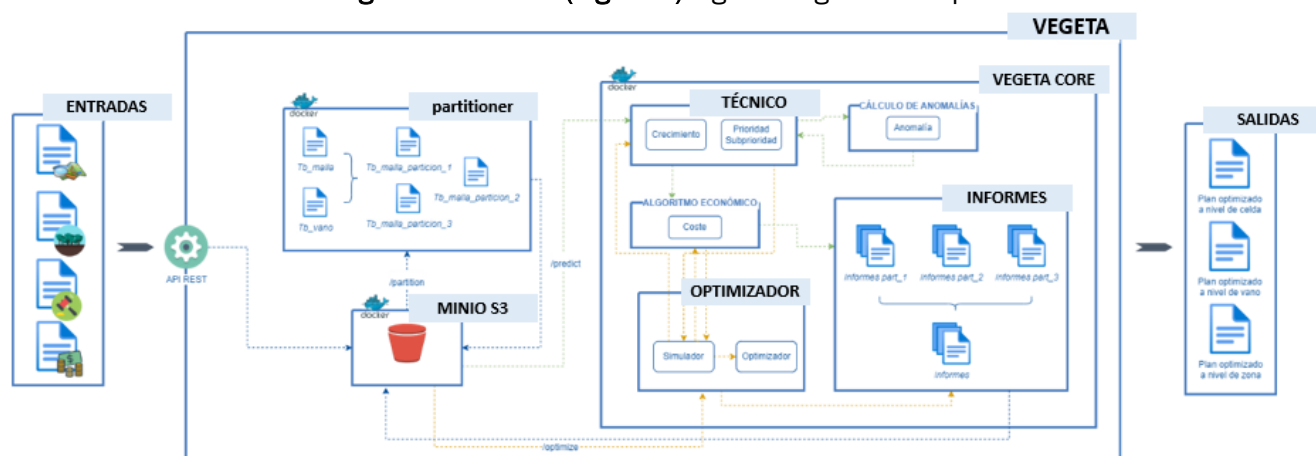 VEGETA
ENTRADAS
API REST
docker
partitioner
Tb_malla
Tb_vano
Tb_malla_particion_1
Tb_malla_particion_2
Tb_malla_particion_3
/partition
/predict
docker
MINIO S3
/optimize
docker
VEGETA CORE
TÉCNICO
Crecimiento
Prioridad
Subprioridad
CÁLCULO DE ANOMALÍAS
Anomalía
ALGORITMO ECONÓMICO
Coste
OPTIMIZADOR
Simulador
Optimizador
INFORMES
informes part_1
informes part_2
informes part_3
informes
SALIDAS
Plan optimizado
a nivel de celda
Plan optimizado
a nivel de vano
Plan optimizado
a nivel de zona